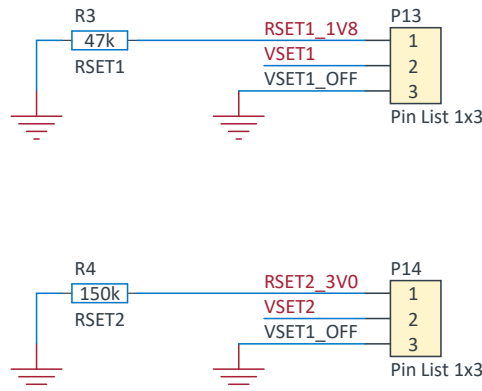 R3
47k
RSET1
RSET1_1V8
VSET1
VSET1_OFF
P13
1
2
3
Pin List 1x3
R4
150k
RSET2
RSET2_3V0
VSET2
VSET1_OFF
P14
1
2
3
Pin List 1x3